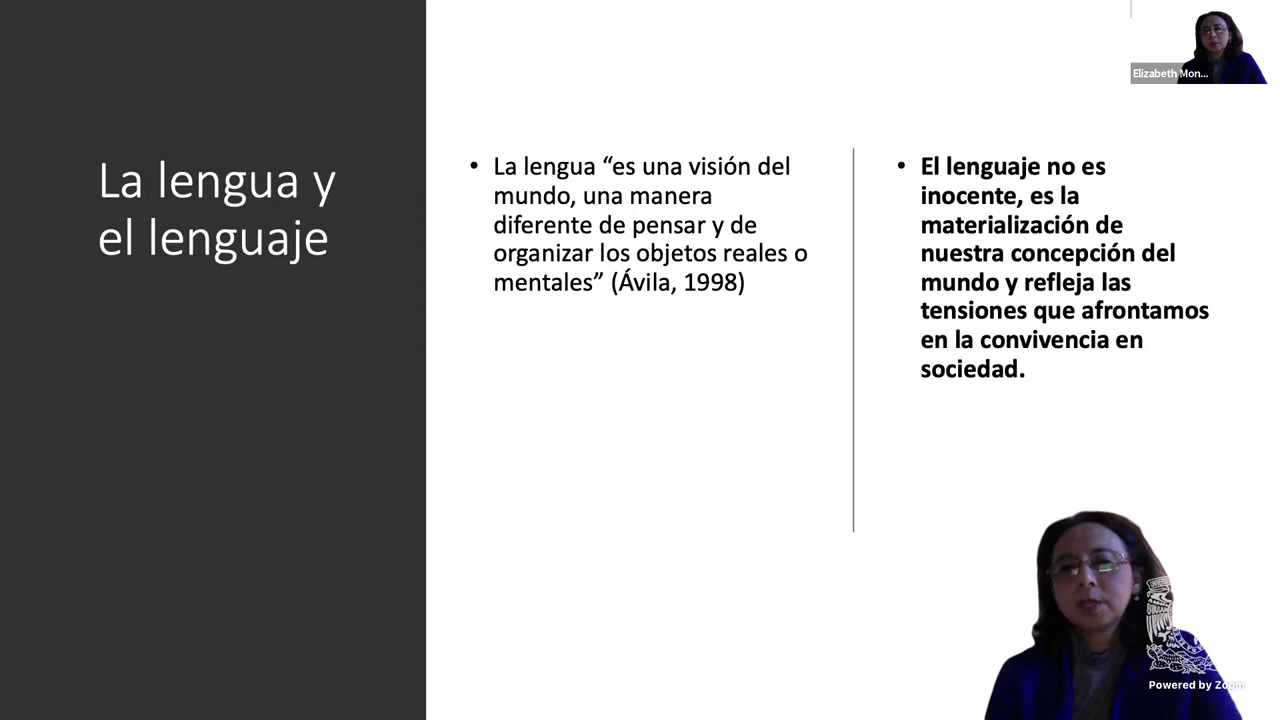 Elizabeth Mon...
La lengua y
el lenguaje
• La lengua “es una visión del
mundo, una manera
diferente de pensar y de
organizar los objetos reales o
mentales” (Ávila, 1998)
• El lenguaje no es
inocente, es la
materialización de
nuestra concepción del
mundo y refleja las
tensiones que afrontamos
en la convivencia en
sociedad.
Powered by Zoom